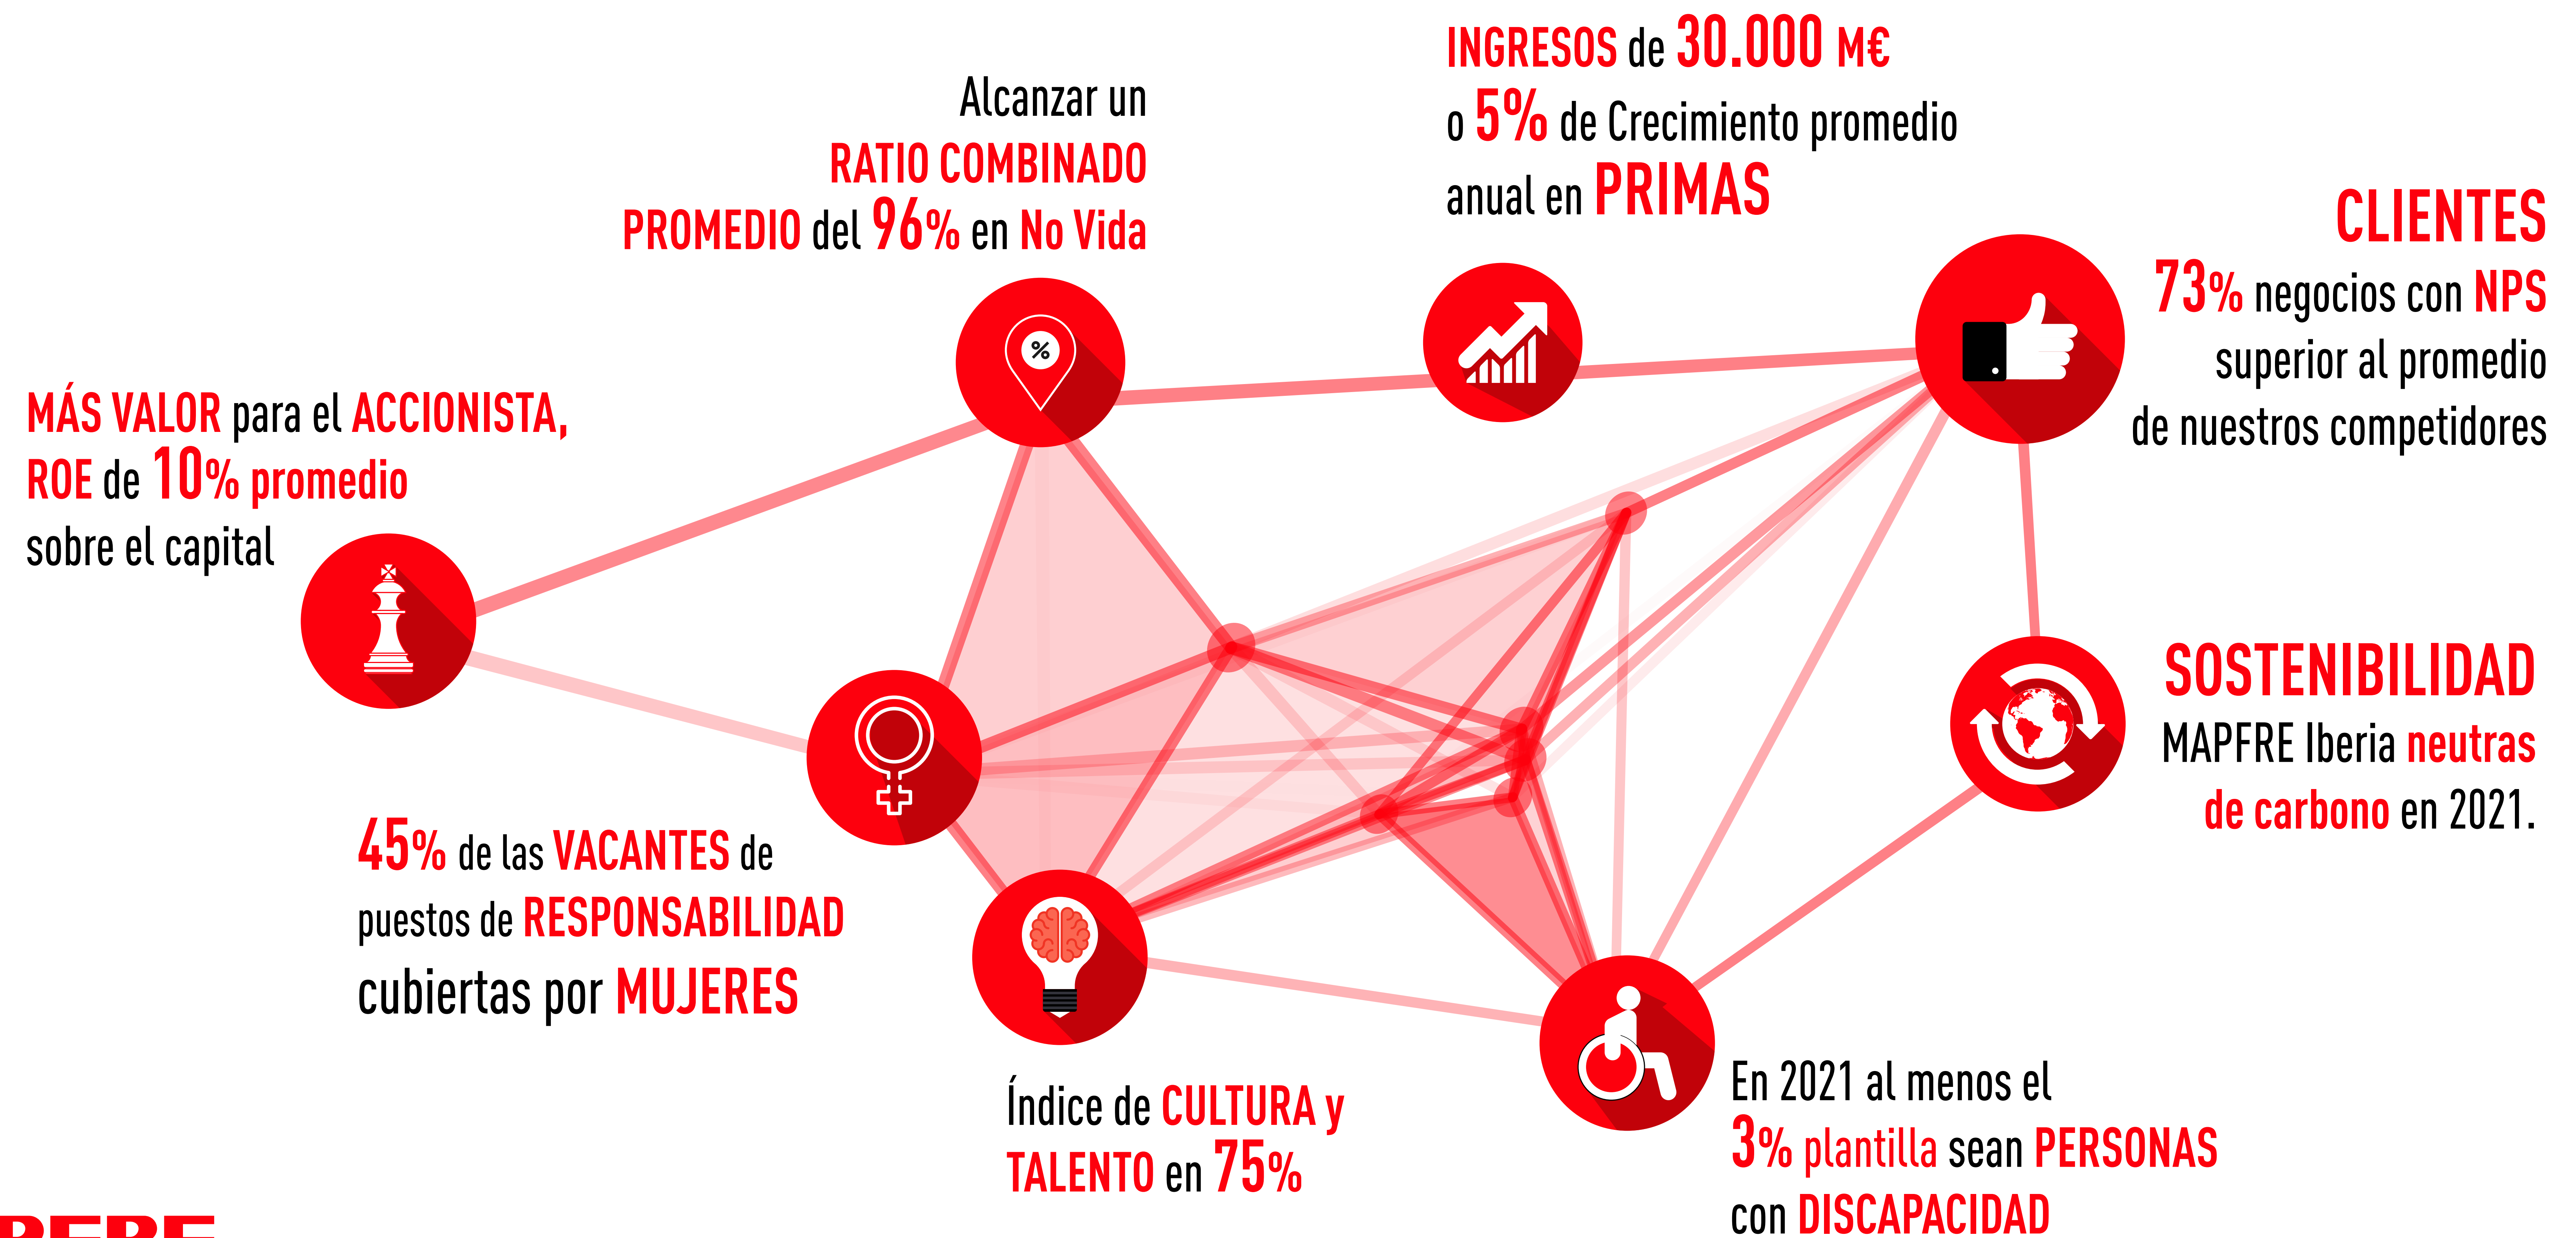 INGRESOS de 30.000 M€
o 5% de Crecimiento promedio
anual en PRIMAS
Alcanzar un
RATIO COMBINADO
PROMEDIO del 96% en No Vida
CLIENTES
73% negocios con NPS
superior al promedio
de nuestros competidores
%
MÁS VALOR para el ACCIONISTA,
ROE de 10% promedio
sobre el capital
SOSTENIBILIDAD
MAPFRE Iberia neutras
de carbono en 2021.
45% de las VACANTES de
puestos de RESPONSABILIDAD
cubiertas por MUJERES
Índice de CULTURA y
TALENTO en 75%
En 2021 al menos el
3% plantilla sean PERSONAS
con DISCAPACIDAD